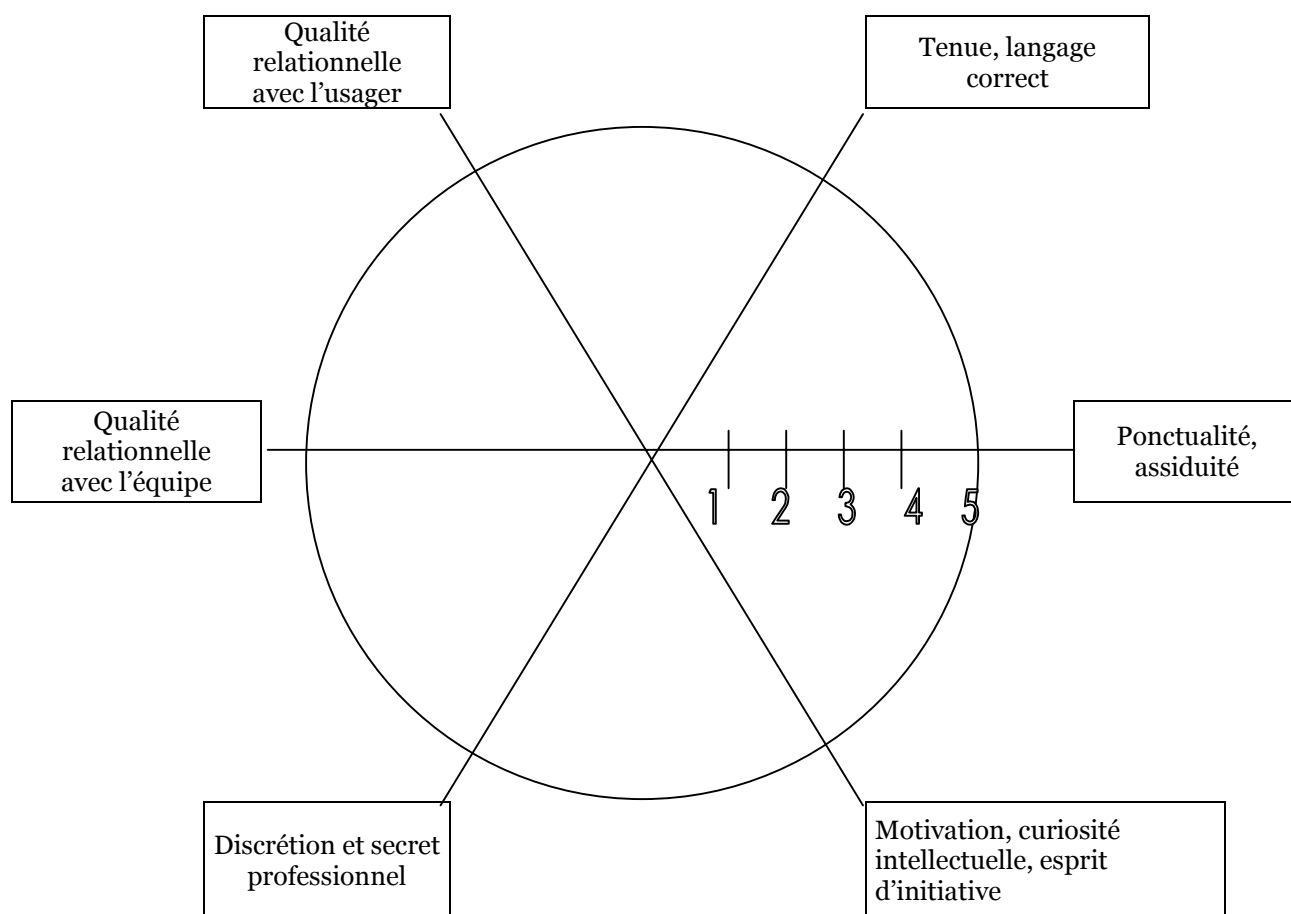 Qualité
relationnelle
avec l’usager
Tenue, langage
correct
Qualité
relationnelle
avec l’équipe
Ponctualité,
assiduité
1 2 3 4 5
Discrétion et secret
professionnel
Motivation, curiosité
intellectuelle, esprit
d’initiative